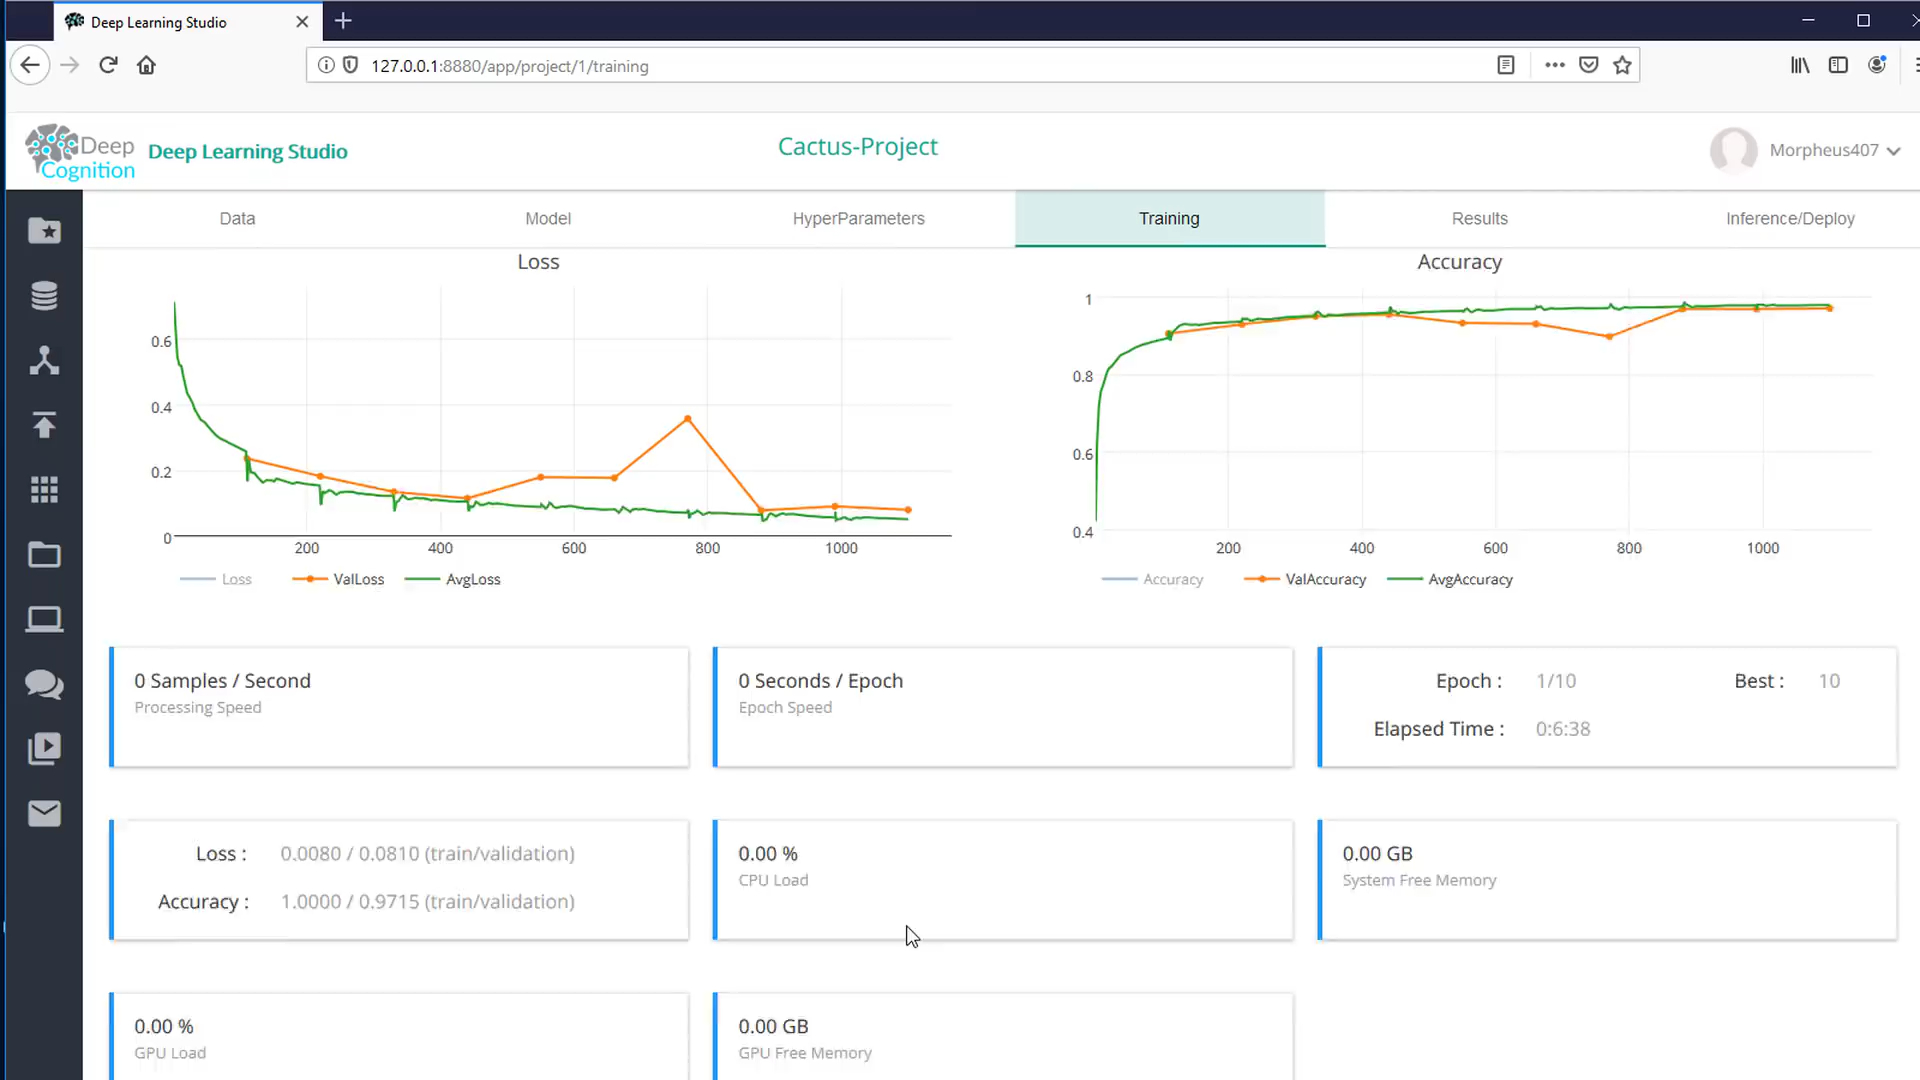 Deep Learning Studio
127.0.0.1:8880/app/project/1/training
Deep
Cognition
Deep Learning Studio
Cactus-Project
Morpheus407
Data
Model
HyperParameters
Training
Results
Inference/Deploy
Loss
0.6
0.4
0.2
0
200
400
600
800
1000
Loss
ValLoss
AvgLoss
Accuracy
1
0.8
0.6
0.4
200
400
600
800
1000
Accuracy
ValAccuracy
AvgAccuracy
0 Samples / Second
Processing Speed
0 Seconds / Epoch
Epoch Speed
Epoch : 1/10 Best : 10
Elapsed Time : 0:6:38
Loss : 0.0080 / 0.0810 (train/validation)
Accuracy : 1.0000 / 0.9715 (train/validation)
0.00 %
CPU Load
0.00 GB
System Free Memory
0.00 %
GPU Load
0.00 GB
GPU Free Memory